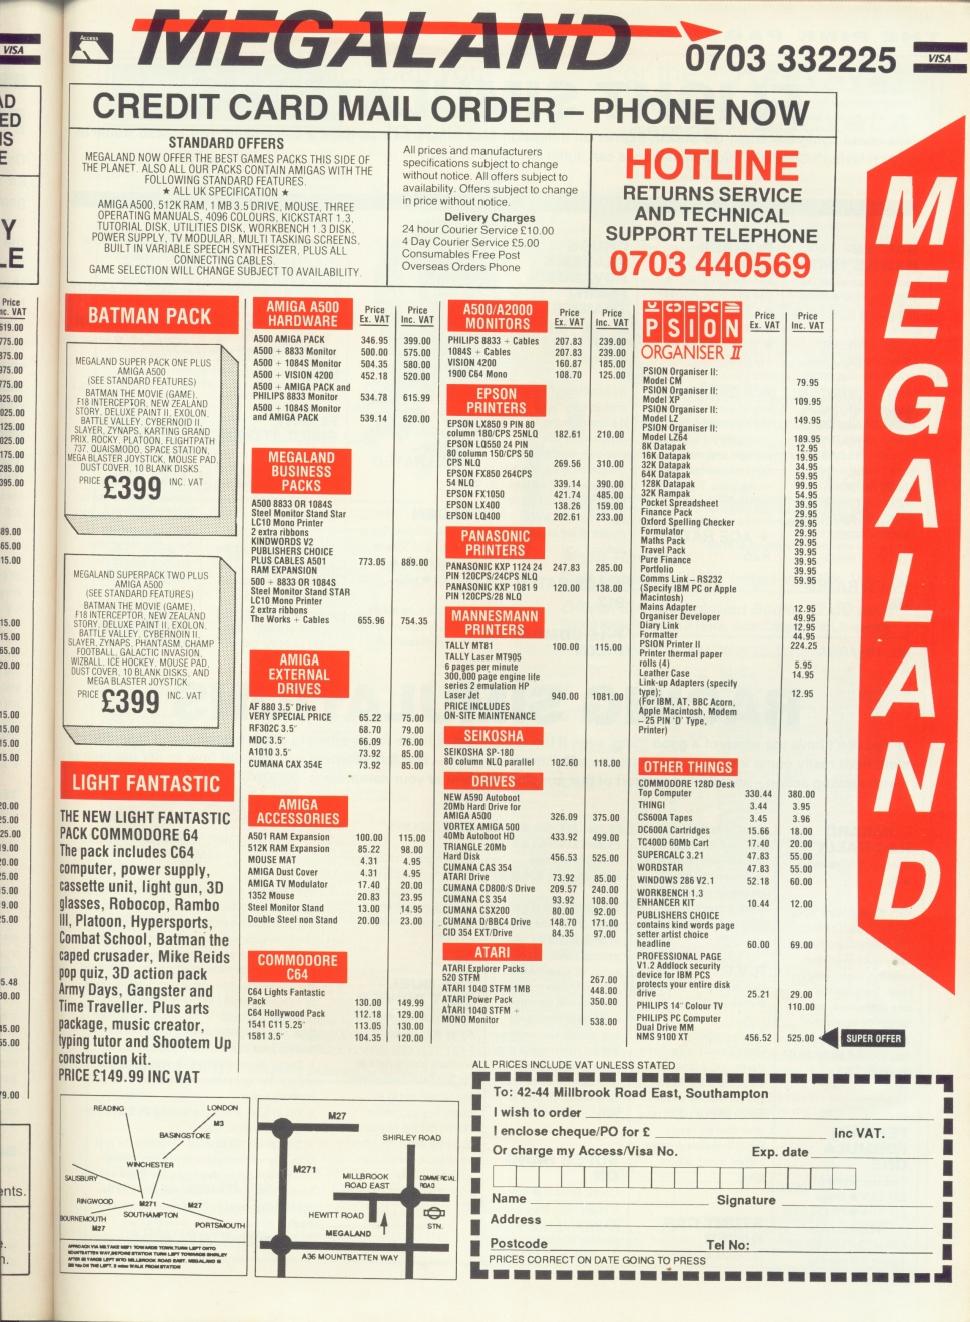 Access
MEGALAND
0703 332225
VISA
VISA
CREDIT CARD MAIL ORDER – PHONE NOW
STANDARD OFFERS
MEGALAND NOW OFFER THE BEST GAMES PACKS THIS SIDE OF
THE PLANET. ALSO ALL OUR PACKS CONTAIN AMIGAS WITH THE
FOLLOWING STANDARD FEATURES.
★ ALL UK SPECIFICATION ★
AMIGA A500, 512K RAM, 1 MB 3.5 DRIVE, MOUSE, THREE
OPERATING MANUALS, 4096 COLOURS, KICKSTART 1.3,
TUTORIAL DISK, UTILITIES DISK, WORKBENCH 1.3 DISK,
POWER SUPPLY, TV MODULAR, MULTI TASKING SCREENS,
BUILT IN VARIABLE SPEECH SYNTHESIZER, PLUS ALL
CONNECTING CABLES.
GAME SELECTION WILL CHANGE SUBJECT TO AVAILABILITY.
All prices and manufacturers
specifications subject to change
without notice. All offers subject to
availability. Offers subject to change
in price without notice.
Delivery Charges
24 hour Courier Service £10.00
4 Day Courier Service £5.00
Consumables Free Post
Overseas Orders Phone
HOTLINE
RETURNS SERVICE
AND TECHNICAL
SUPPORT TELEPHONE
0703 440569
MEGALAND
BATMAN PACK
MEGALAND SUPER PACK ONE PLUS
AMIGA A500
(SEE STANDARD FEATURES)
BATMAN THE MOVIE (GAME),
F18 INTERCEPTOR, NEW ZEALAND
STORY, DELUXE PAINT II, EXOLON,
BATTLE VALLEY, CYBERNOID II,
SLAYER, ZYNAPS, KARTING GRAND
PRIX, ROCKY, PLATOON, FLIGHTPATH
737, QUAISMODO, SPACE STATION,
MEGA BLASTER JOYSTICK, MOUSE PAD,
DUST COVER, 10 BLANK DISKS.
PRICE £399 INC. VAT
MEGALAND SUPERPACK TWO PLUS
AMIGA A500
(SEE STANDARD FEATURES)
BATMAN THE MOVIE (GAME),
F18 INTERCEPTOR, NEW ZEALAND
STORY, DELUXE PAINT II, EXOLON,
BATTLE VALLEY, CYBERNOIN II,
SLAYER, ZYNAPS, PHANTASM, CHAMP
FOOTBALL, GALACTIC INVASION,
WIZBALL, ICE HOCKEY, MOUSE PAD,
DUST COVER, 10 BLANK DISKS, AND
MEGA BLASTER JOYSTICK.
PRICE £399 INC. VAT
LIGHT FANTASTIC
THE NEW LIGHT FANTASTIC
PACK COMMODORE 64
The pack includes C64
computer, power supply,
cassette unit, light gun, 3D
glasses, Robocop, Rambo
III, Platoon, Hypersports,
Combat School, Batman the
caped crusader, Mike Reids
pop quiz, 3D action pack
Army Days, Gangster and
Time Traveller. Plus arts
package, music creator,
typing tutor and Shootem Up
construction kit.
PRICE £149.99 INC VAT
AMIGA A500
HARDWARE
Price Ex. VAT Price Inc. VAT
A500 AMIGA PACK 346.95 399.00
A500 + 8833 Monitor 500.00 575.00
A500 + 1084S Monitor 504.35 580.00
A500 + VISION 4200 452.18 520.00
A500 + AMIGA PACK and
PHILIPS 8833 Monitor 534.78 615.99
A500 + 1084S Monitor
and AMIGA PACK 539.14 620.00
MEGALAND
BUSINESS
PACKS
A500 8833 OR 1084S
Steel Monitor Stand Star
LC10 Mono Printer
2 extra ribbons
KINDWORDS V2
PUBLISHERS CHOICE
PLUS CABLES A501 773.05 889.00
RAM EXPANSION
500 + 8833 OR 1084S
Steel Monitor Stand STAR
LC10 Mono Printer
2 extra ribbons
The Works + Cables 655.96 754.35
AMIGA
EXTERNAL
DRIVES
AF 880 3.5" Drive
VERY SPECIAL PRICE 65.22 75.00
RF302C 3.5" 68.70 79.00
MDC 3.5" 66.09 76.00
A1010 3.5" 73.92 85.00
CUMANA CAX 354E 73.92 85.00
AMIGA
ACCESSORIES
A501 RAM Expansion 100.00 115.00
512K RAM Expansion 85.22 98.00
MOUSE MAT 4.31 4.95
AMIGA Dust Cover 4.31 4.95
AMIGA TV Modulator 17.40 20.00
1352 Mouse 20.83 23.95
Steel Monitor Stand 13.00 14.95
Double Steel non Stand 20.00 23.00
COMMODORE
C64
C64 Lights Fantastic
Pack 130.00 149.99
C64 Hollywood Pack 112.18 129.00
1541 C11 5.25" 113.05 130.00
1581 3.5" 104.35 120.00
A500/A2000
MONITORS
Price Ex. VAT Price Inc. VAT
PHILIPS 8833 + Cables 207.83 239.00
1084S + Cables 207.83 239.00
VISION 4200 160.87 185.00
1900 C64 Mono 108.70 125.00
EPSON
PRINTERS
EPSON LX850 9 PIN 80
column 180/CPS 25NLQ 182.61 210.00
EPSON LQ550 24 PIN
80 column 150/CPS 50
CPS NLQ 269.56 310.00
EPSON FX850 264CPS
54 NLQ 339.14 390.00
EPSON FX1050 421.74 485.00
EPSON LX400 138.26 159.00
EPSON LQ400 202.61 233.00
PANASONIC
PRINTERS
PANASONIC KXP 1124 24 247.83 285.00
PIN 120CPS/24CPS NLQ
PANASONIC KXP 1081 9 120.00 138.00
PIN 120CPS/28 NLQ
MANNESMANN
PRINTERS
TALLY MT81 100.00 115.00
TALLY Laser MT905
6 pages per minute
300,000 page engine life
series 2 emulation HP
Laser Jet 940.00 1081.00
PRICE INCLUDES
ON-SITE MAINTENANCE
SEIKOSHA
SEIKOSHA SP-180
80 column NLQ parallel 102.60 118.00
DRIVES
NEW A590 Autoboot
20Mb Hard Drive for
AMIGA A500 326.09 375.00
VORTEX AMIGA 500
40Mb Autoboot HD 433.92 499.00
TRIANGLE 20Mb
Hard Disk 456.53 525.00
CUMANA CAS 354
ATARI Drive 73.92 85.00
CUMANA CD800/S Drive 209.57 240.00
CUMANA CS 354 93.92 108.00
CUMANA CSX200 80.00 92.00
CUMANA D/BBC4 Drive 148.70 171.00
CID 354 EXT/Drive 84.35 97.00
ATARI
ATARI Explorer Packs
520 STFM 267.00
ATARI 1040 STFM 1MB 448.00
ATARI Power Pack 350.00
ATARI 1040 STFM +
MONO Monitor 538.00
PSION
ORGANISER II
Price Ex. VAT Price Inc. VAT
PSION Organiser II:
Model CM 79.95
PSION Organiser II:
Model XP 109.95
PSION Organiser II:
Model LZ 149.95
PSION Organiser II:
Model LZ64 189.95
8K Datapak 12.95
16K Datapak 19.95
32K Datapak 34.95
64K Datapak 59.95
128K Datapak 99.95
32K Rampak 54.95
Pocket Spreadsheet 39.95
Finance Pack 29.95
Oxford Spelling Checker 29.95
Formulator 29.95
Maths Pack 29.95
Travel Pack 39.95
Pure Finance 29.95
Portfolio 39.95
Comms Link – RS232 59.95
(Specify IBM PC or Apple
Macintosh)
Mains Adapter 12.95
Organiser Developer 49.95
Diary Link 12.95
Formatter 44.95
PSION Printer II 224.25
Printer thermal paper
rolls (4) 5.95
Leather Case 14.95
Link-up Adapters (specify
type); 12.95
(For IBM, AT, BBC Acorn,
Apple Macintosh, Modem
– 25 PIN 'D' Type,
Printer)
OTHER THINGS
COMMODORE 128D Desk
Top Computer 330.44 380.00
THINGI 3.44 3.95
CS600A Tapes 3.45 3.96
DC600A Cartridges 15.66 18.00
TC400D 60Mb Cart 17.40 20.00
SUPERCALC 3.21 47.83 55.00
WORDSTAR 47.83 55.00
WINDOWS 286 V2.1 52.18 60.00
WORKBENCH 1.3
ENHANCER KIT 10.44 12.00
PUBLISHERS CHOICE
contains kind words page
setter artist choice
headline 60.00 69.00
PROFESSIONAL PAGE
V1.2 Addlock security
device for IBM PCS
protects your entire disk
drive 25.21 29.00
PHILIPS 14" Colour TV 110.00
PHILIPS PC Computer
Dual Drive MM
NMS 9100 XT 456.52 525.00
SUPER OFFER
READING
LONDON
M3
BASINGSTOKE
WINCHESTER
SALISBURY
RINGWOOD
M271
M27
BOURNEMOUTH
M27
SOUTHAMPTON
PORTSMOUTH
M27
SHIRLEY ROAD
M271
MILLBROOK
ROAD EAST
COMMERCIAL
ROAD
HEWITT ROAD
MEGALAND
STN.
A36 MOUNTBATTEN WAY
ALL PRICES INCLUDE VAT UNLESS STATED
To: 42-44 Millbrook Road East, Southampton
I wish to order
I enclose cheque/PO for £ Inc VAT.
Or charge my Access/Visa No. Exp. date
Name Signature
Address
Postcode Tel No:
PRICES CORRECT ON DATE GOING TO PRESS